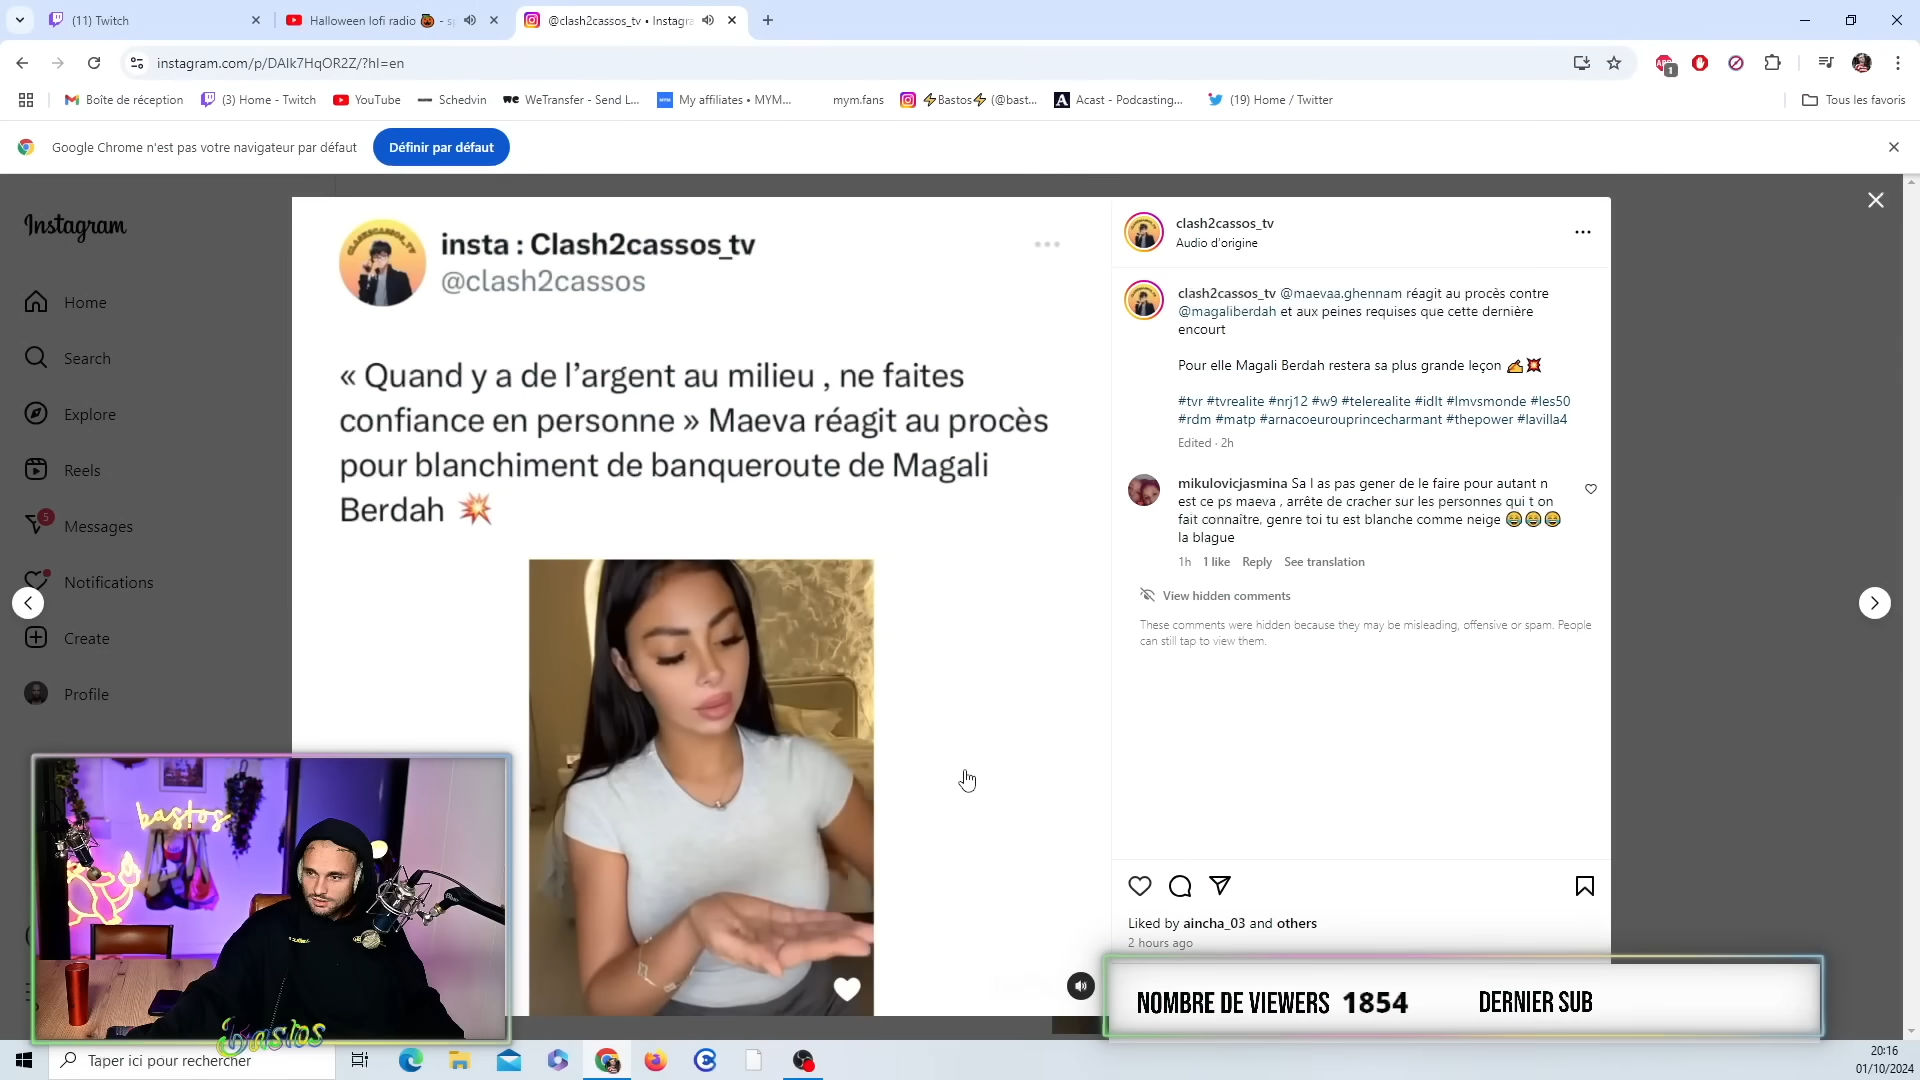 (11) Twitch
Halloween lofi radio 🎃 - s
@clash2cassos_tv • Instagra
instagram.com/p/DAlk7HqOR2Z/?hl=en
1
Boîte de réception
(3) Home - Twitch
YouTube
Schedvin
WeTransfer - Send L...
My affiliates • MYM...
mym.fans
⚡Bastos⚡ (@bast...
Acast - Podcasting...
(19) Home / Twitter
Tous les favoris
Google Chrome n'est pas votre navigateur par défaut
Définir par défaut
Instagram
Home
Search
Explore
Reels
5
Messages
Notifications
Create
Profile
insta : Clash2cassos_tv
@clash2cassos
« Quand y a de l'argent au milieu , ne faites
confiance en personne » Maeva réagit au procès
pour blanchiment de banqueroute de Magali
Berdah 💥
clash2cassos_tv
Audio d'origine
clash2cassos_tv @maevaa.ghennam réagit au procès contre
@magaliberdah et aux peines requises que cette dernière
encourt
Pour elle Magali Berdah restera sa plus grande leçon ✍️💥
#tvr #tvrealite #nrj12 #w9 #telerealite #idlt #lmvsmonde #les50
#rdm #matp #arnacoeurouprincecharmant #thepower #lavilla4
Edited · 2h
mikulovicjasmina Sa l as pas gener de le faire pour autant n
est ce ps maeva , arrête de cracher sur les personnes qui t on
fait connaître, genre toi tu est blanche comme neige 😂😂😂
la blague
1h 1 like Reply See translation
View hidden comments
These comments were hidden because they may be misleading, offensive or spam. People
can still tap to view them.
Liked by aincha_03 and others
2 hours ago
bastos
bastos
NOMBRE DE VIEWERS 1854
DERNIER SUB
Taper ici pour rechercher
20:16
01/10/2024